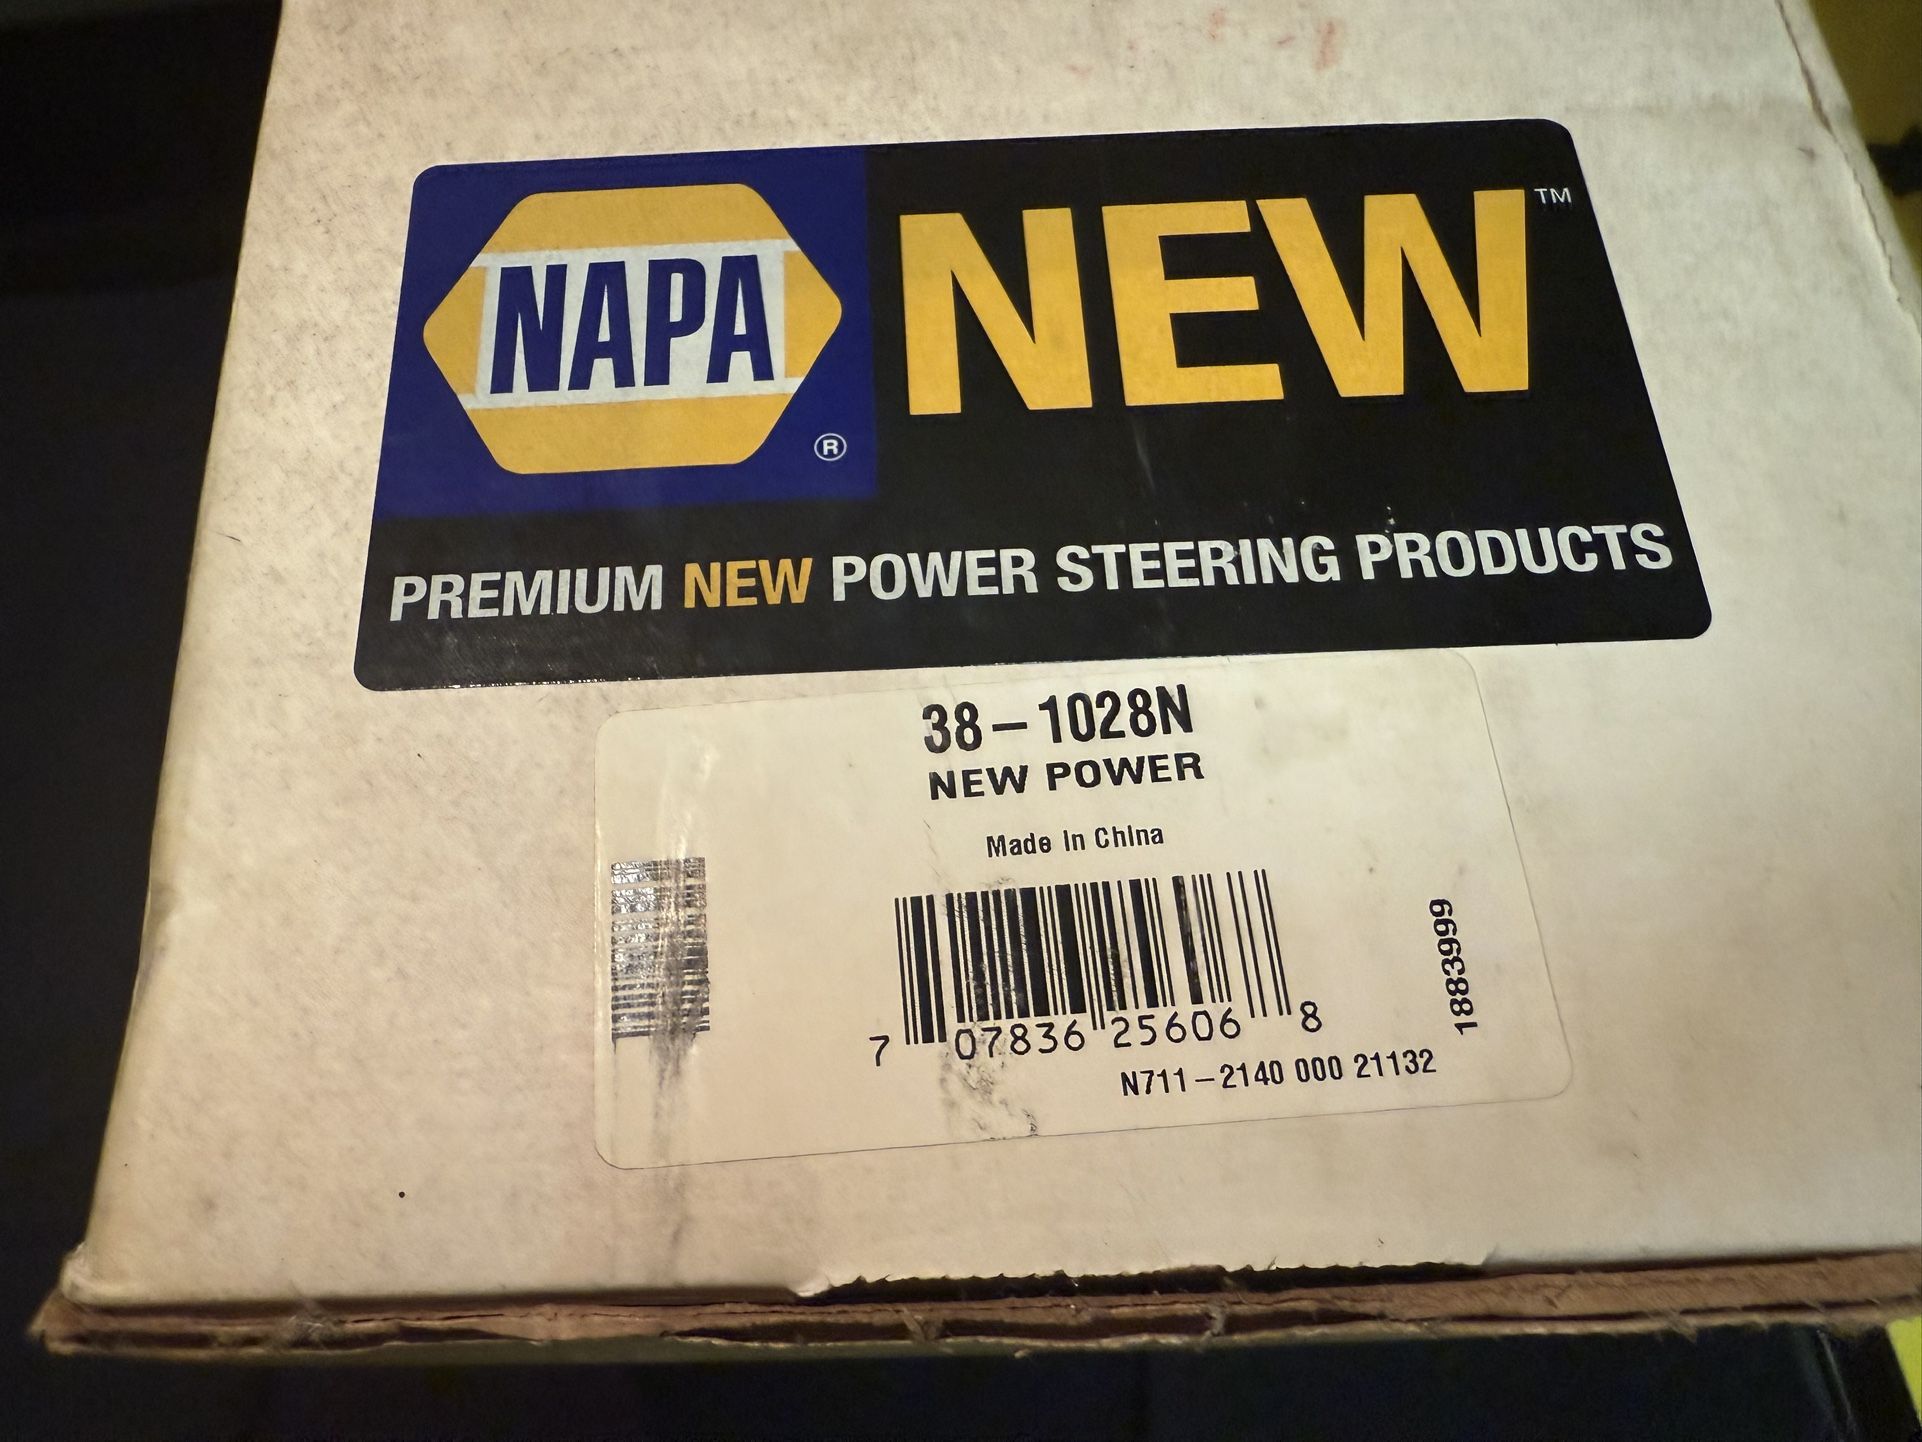 NAPA ®
NEW ™
PREMIUM NEW POWER STEERING PRODUCTS
38-1028N
NEW POWER
Made In China
7 07836 25606 8
N711-2140 000 21132
1883999